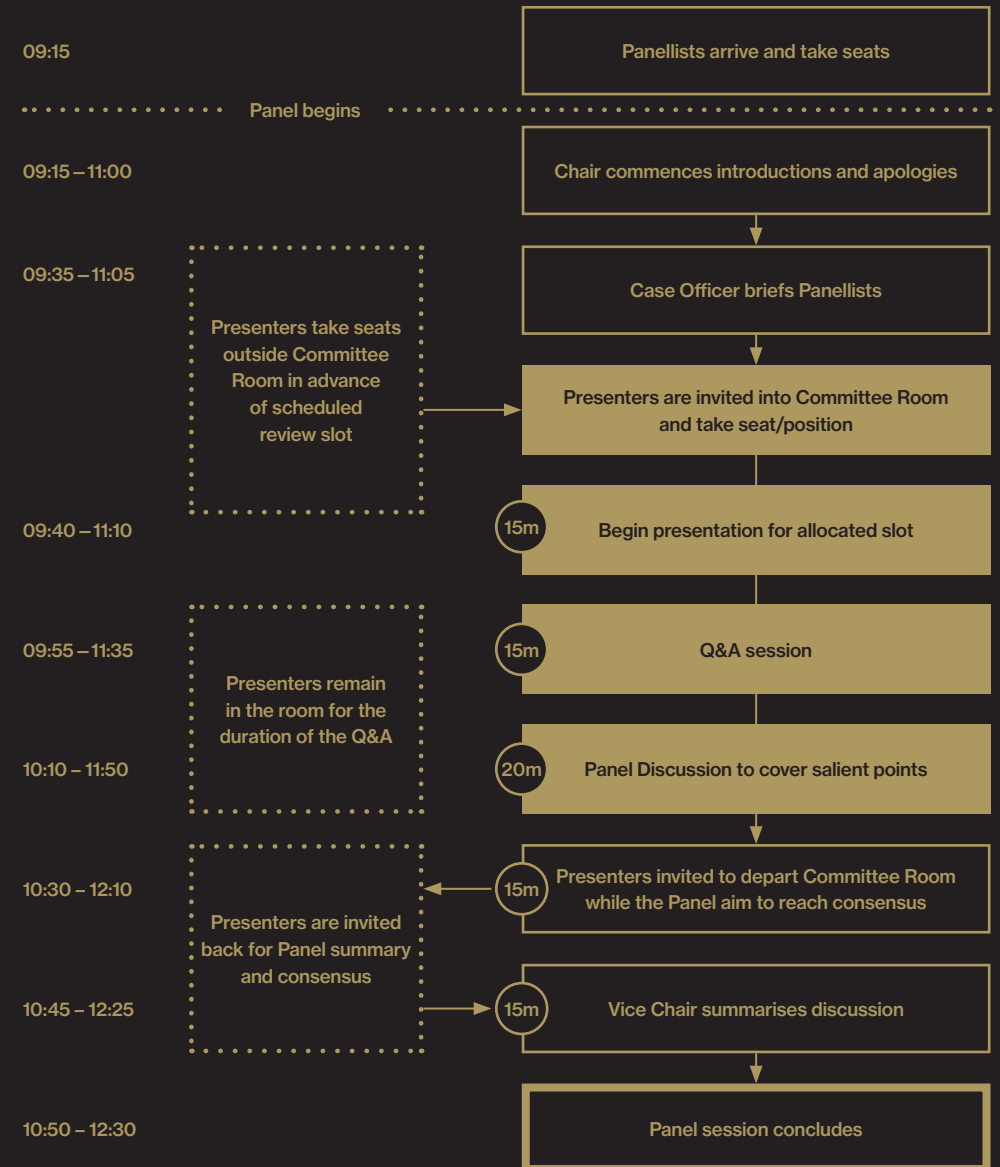 09:15
Panellists arrive and take seats
Panel begins
09:15 – 11:00
Chair commences introductions and apologies
09:35 – 11:05
Case Officer briefs Panellists
Presenters take seats
outside Committee
Room in advance
of scheduled
review slot
Presenters are invited into Committee Room
and take seat/position
09:40 – 11:10
15m
Begin presentation for allocated slot
09:55 – 11:35
15m
Q&A session
Presenters remain
in the room for the
duration of the Q&A
10:10 – 11:50
20m
Panel Discussion to cover salient points
10:30 – 12:10
15m
Presenters invited to depart Committee Room
while the Panel aim to reach consensus
Presenters are invited
back for Panel summary
and consensus
10:45 – 12:25
15m
Vice Chair summarises discussion
10:50 – 12:30
Panel session concludes